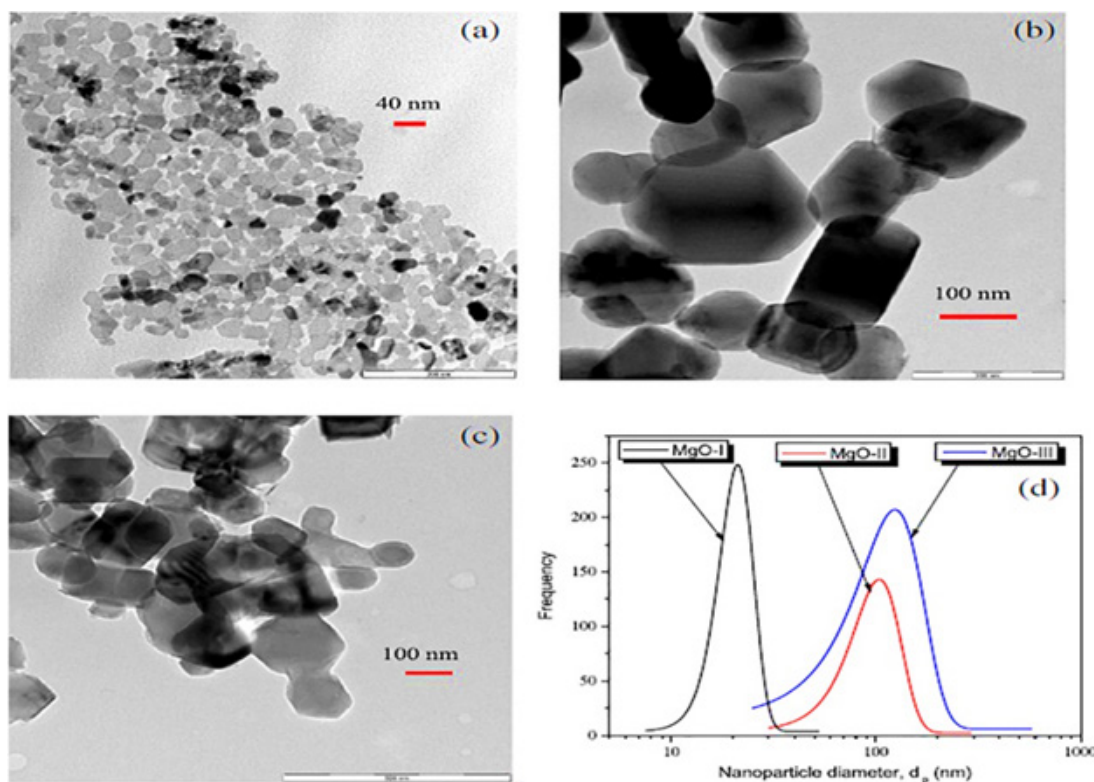 (a)
40 nm
(b)
100 nm
(c)
100 nm
MgO-I
MgO-II
MgO-III
(d)
250
200
150
100
50
0
Frequency
10
100
1000
Nanoparticle diameter, dₚ (nm)